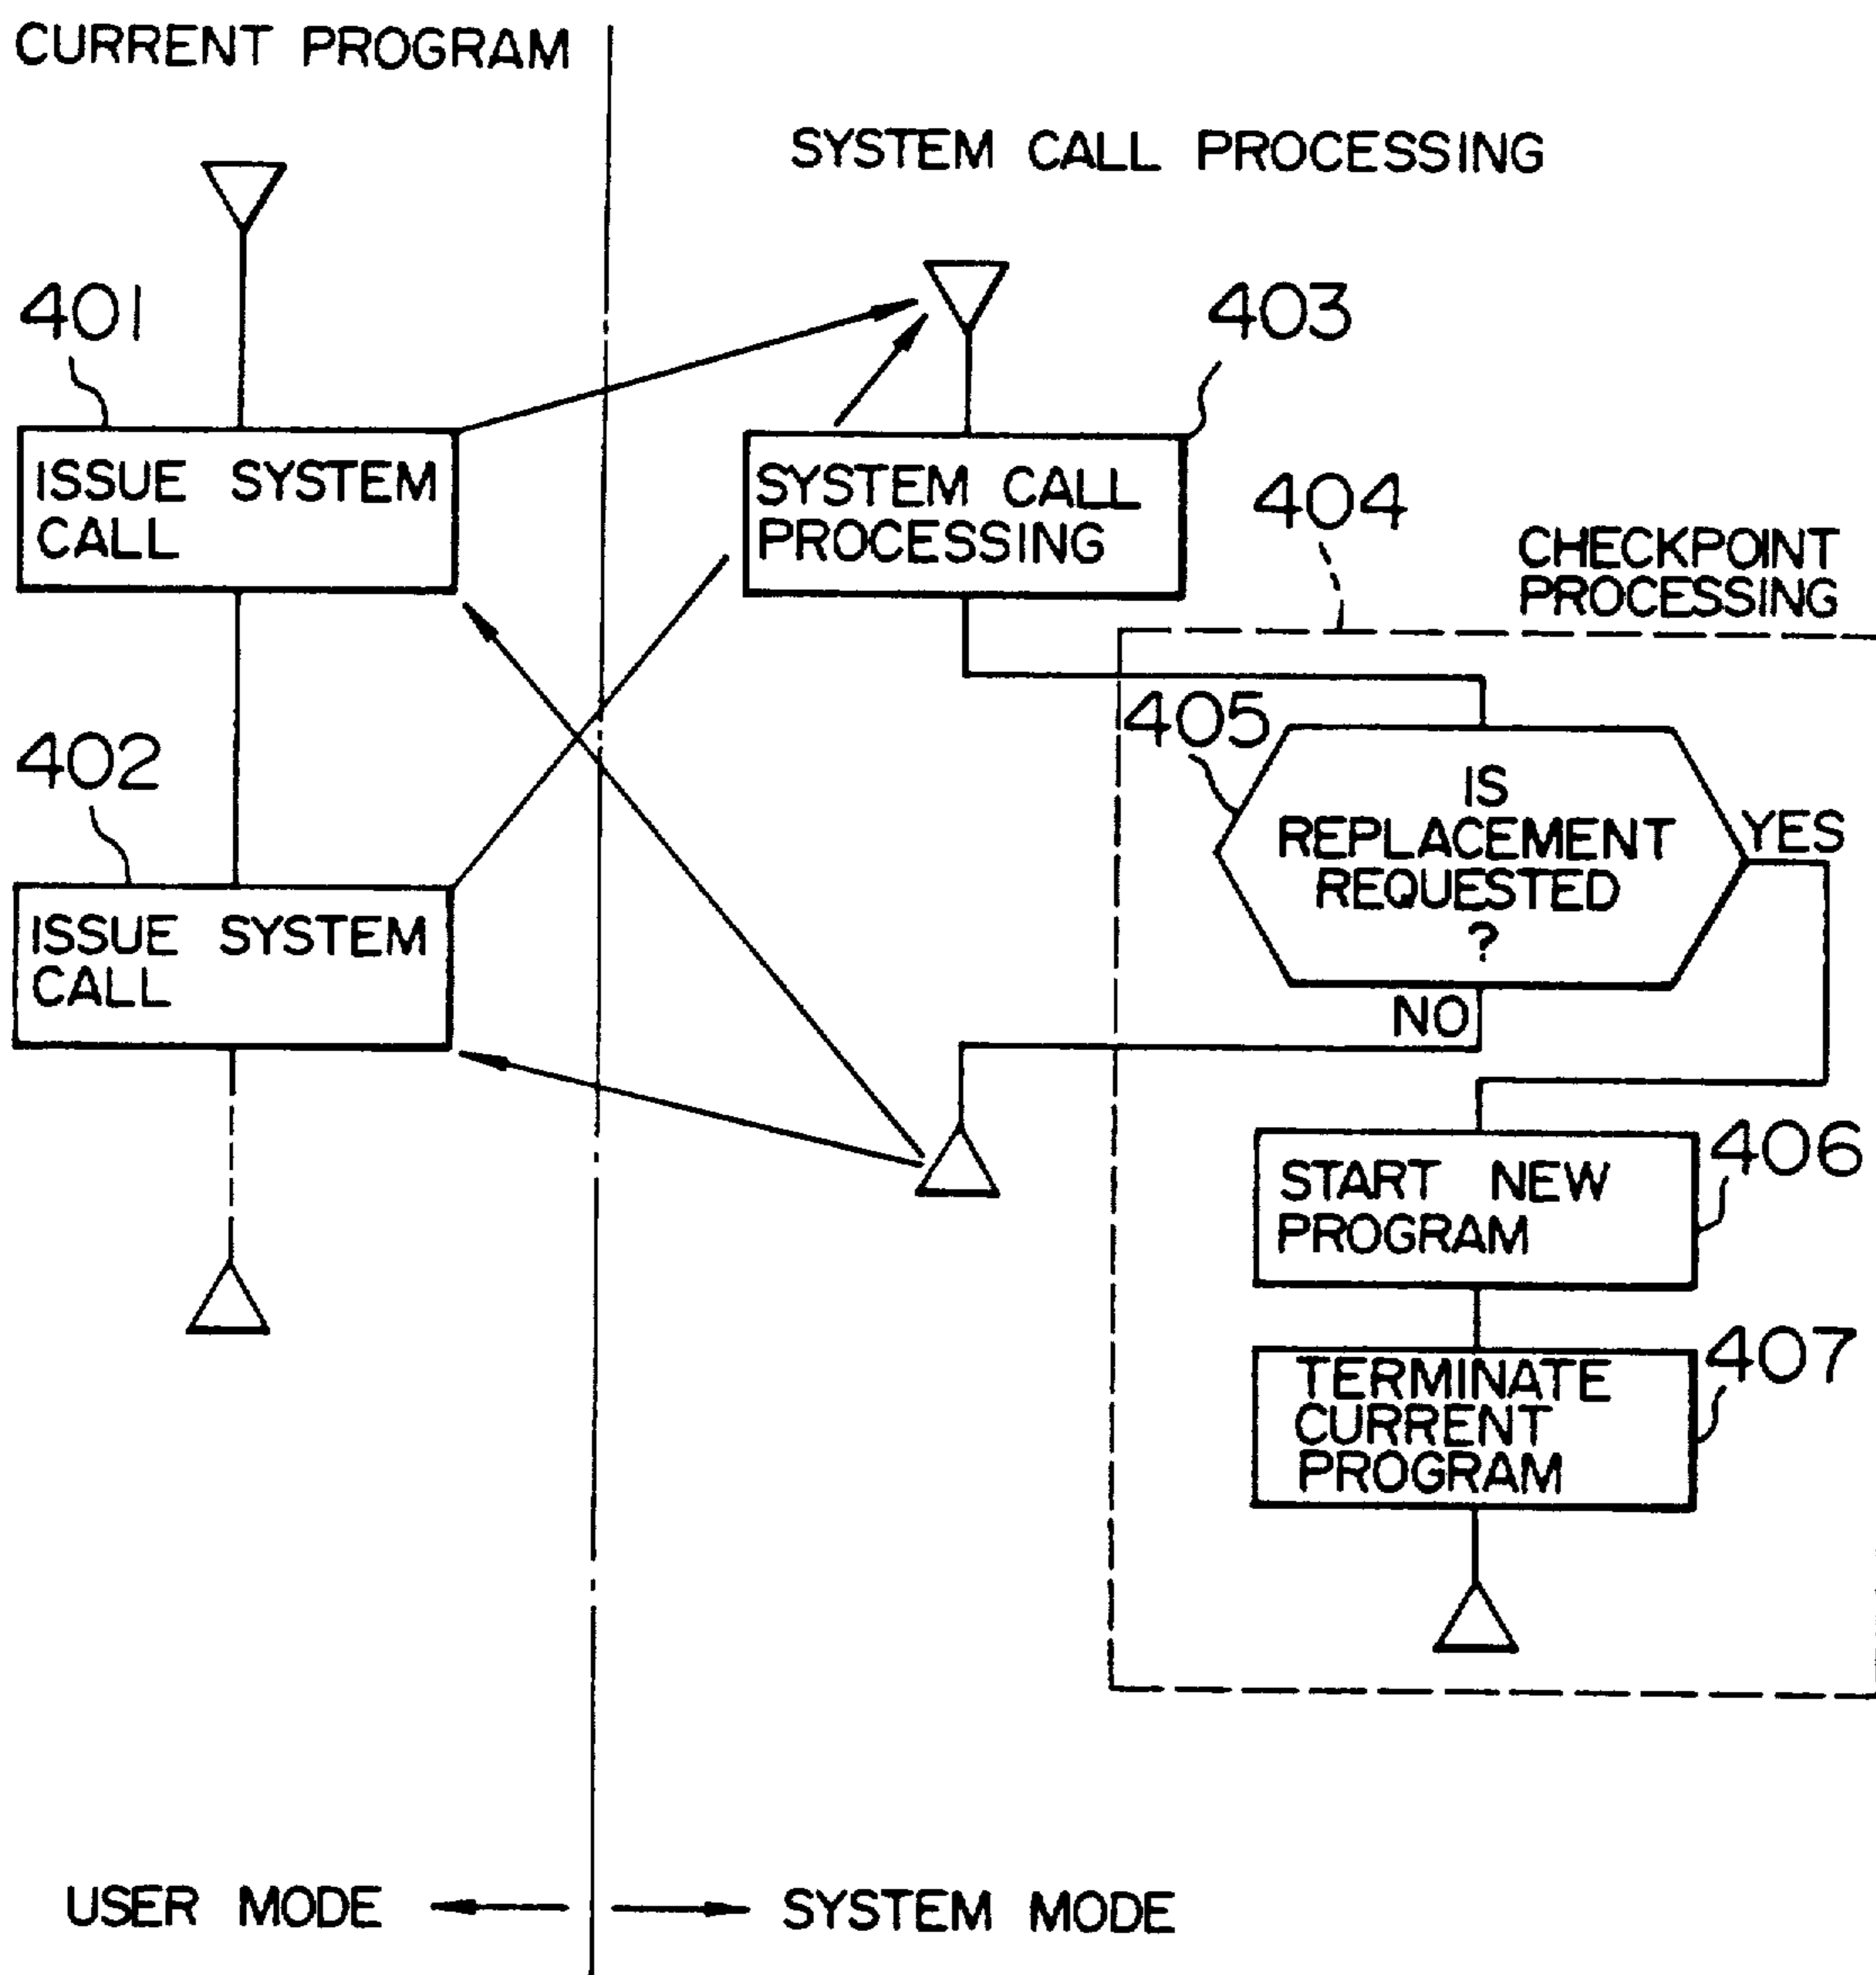 CURRENT PROGRAM
SYSTEM CALL PROCESSING
401
403
ISSUE SYSTEM
CALL
SYSTEM CALL
PROCESSING
404
CHECKPOINT
PROCESSING
405
402
IS
REPLACEMENT
REQUESTED
?
YES
ISSUE SYSTEM
CALL
NO
406
START NEW
PROGRAM
407
TERMINATE
CURRENT
PROGRAM
USER MODE
SYSTEM MODE